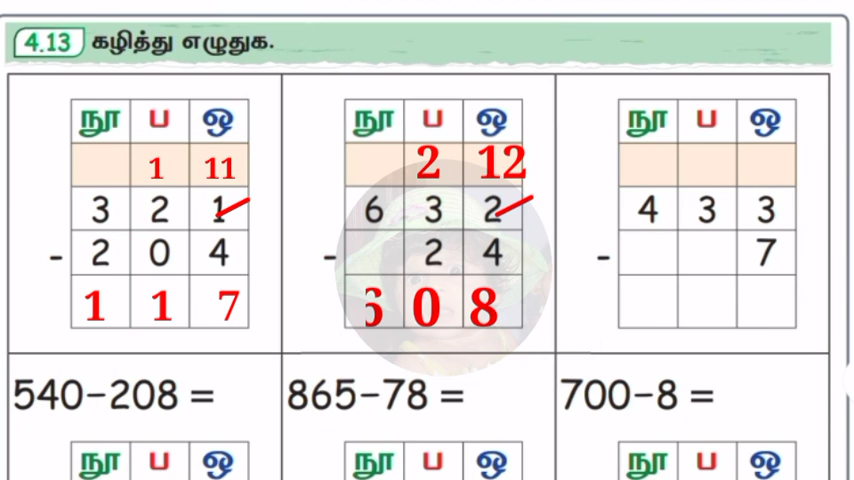 4.13 கழித்து எழுதுக.
நூ ப ஒ
1 11
3 2 1
- 2 0 4
1 1 7
நூ ப ஒ
2 12
6 3 2
- 2 4
6 0 8
நூ ப ஒ
4 3 3
- 7
540-208 =
865-78 =
700-8 =
நூ ப ஒ
நூ ப ஒ
நூ ப ஒ